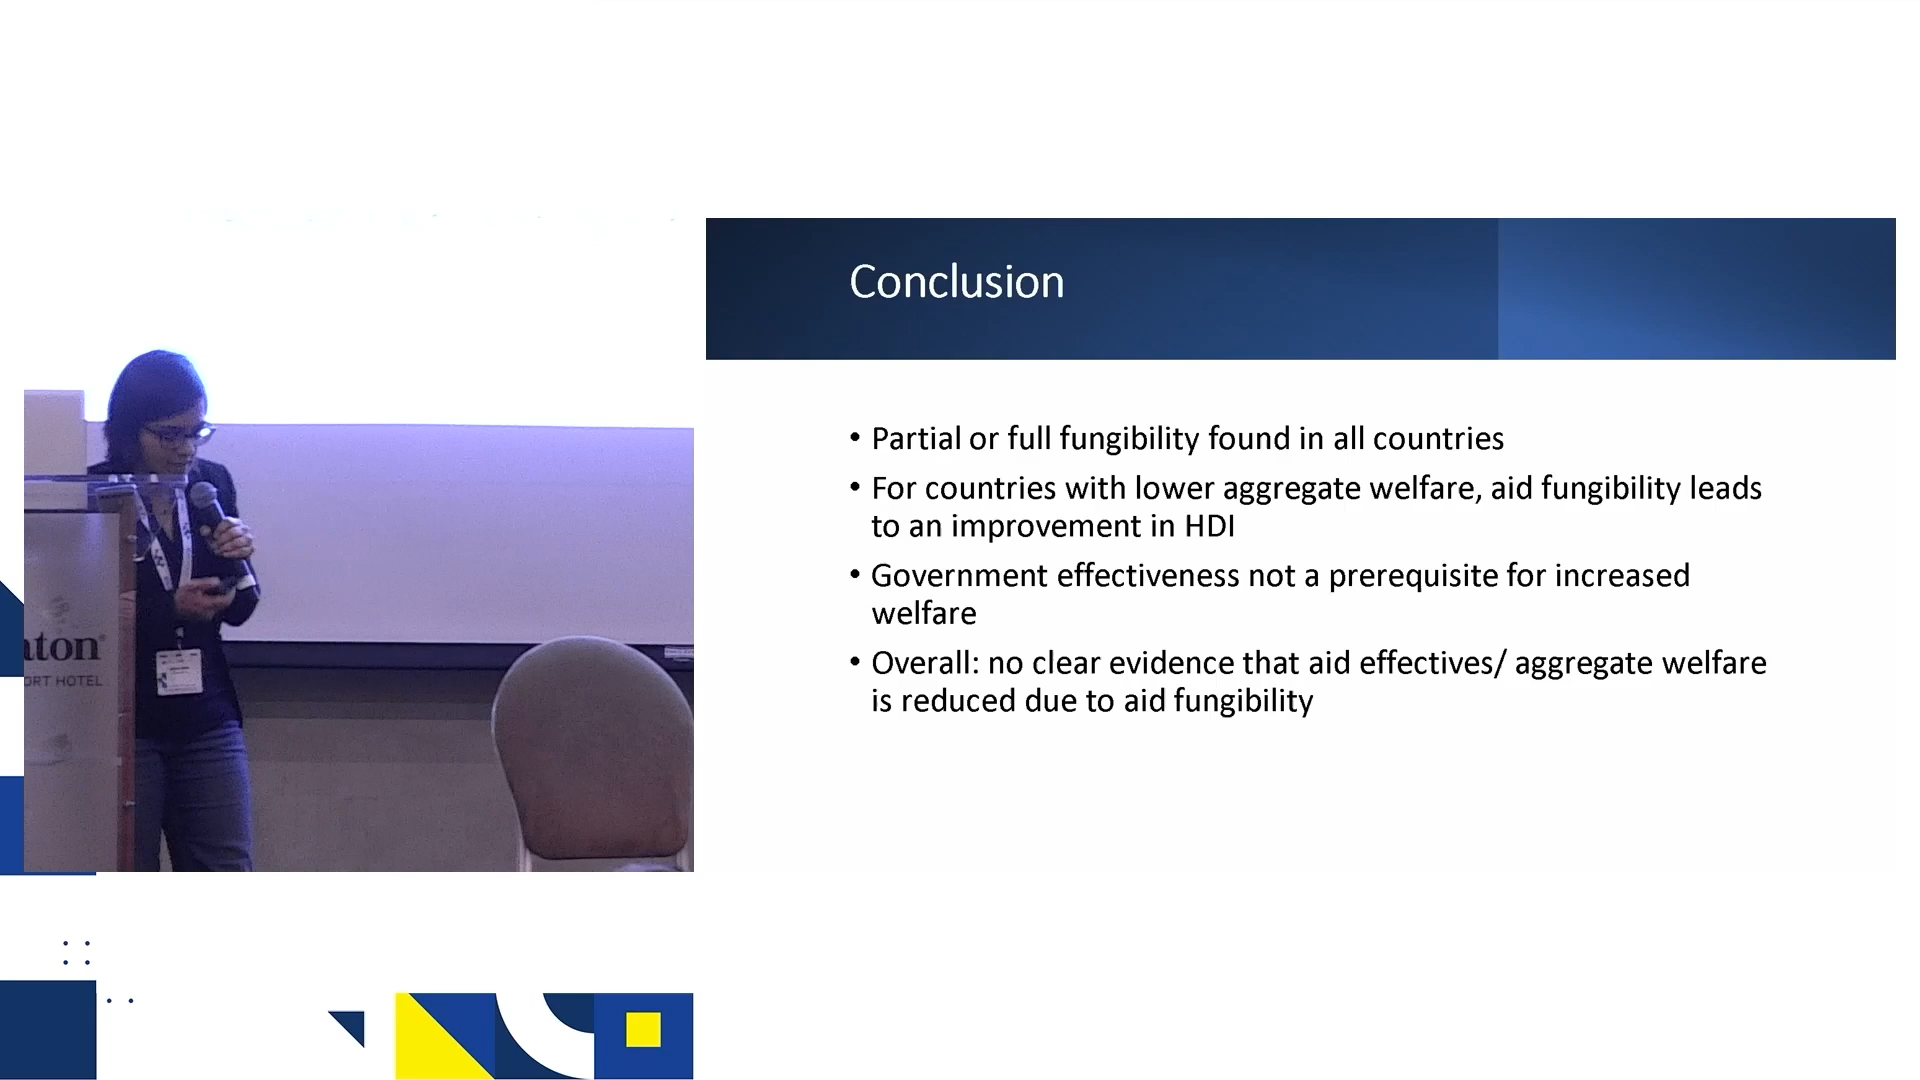 Conclusion
• Partial or full fungibility found in all countries
• For countries with lower aggregate welfare, aid fungibility leads
to an improvement in HDI
• Government effectiveness not a prerequisite for increased
welfare
• Overall: no clear evidence that aid effectives/ aggregate welfare
is reduced due to aid fungibility
HOTEL